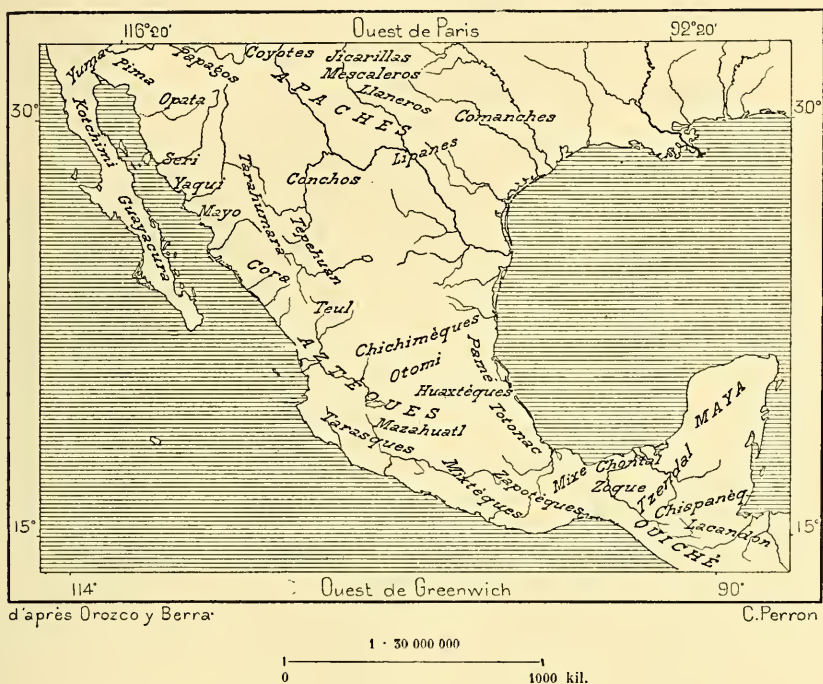 116°20' Ouest de Paris 92°20'
Yuma
Pima
Papagos
Coyotes
Jicarillas
Mescaleros
Llaneros
APACHES
Comanches
30° 30°
Opata
Kotchimi
Seri
Yaqui
Mayo
Guayacura
Tarahumara
Conchos
Lipanes
Tepehuan
Cora
Teul
AZTÈQUES
Chichimèques
Otomi
Pamé
Huaxtèques
Totonac
Mazahuatl
Tarasques
Mixtèques
Zapotèques
Mixe
Chontal
Zoque
Tzendal
MAYA
Chispanèq.
Lacandon
QUICHÉ
15° 15°
114° Ouest de Greenwich 90°
d'après Orozco y Berra. C. Perron
1 : 30 000 000
0 1000 kil.